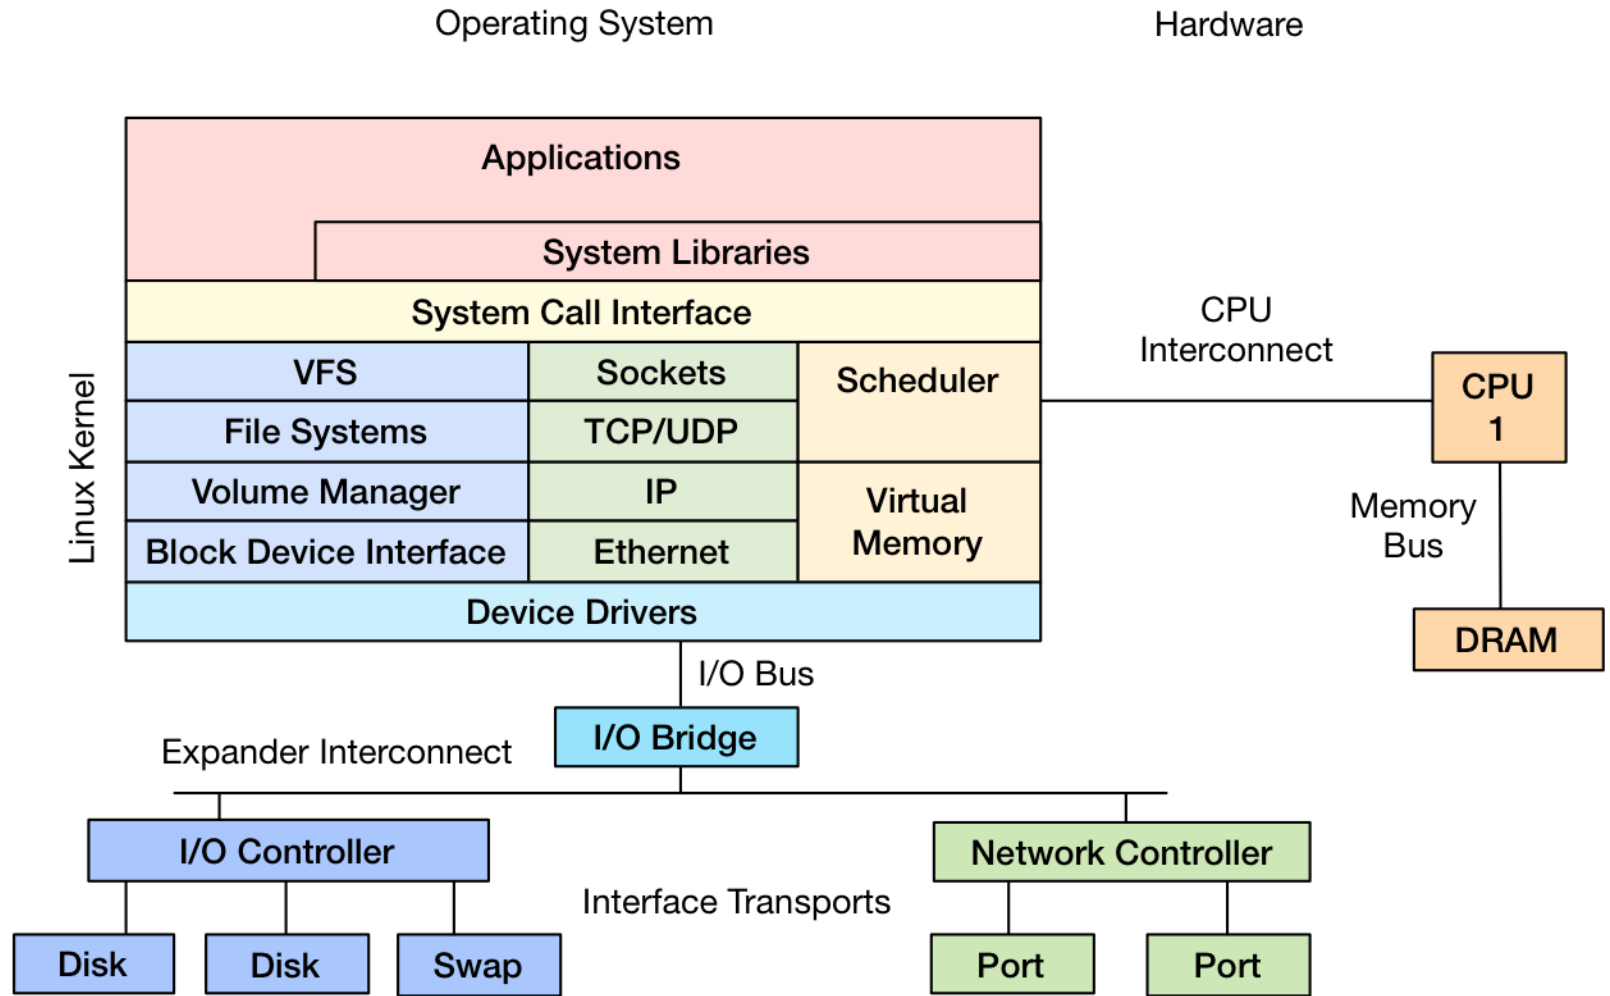 Operating System
Hardware
Applications
System Libraries
System Call Interface
CPU
Interconnect
Linux Kernel
VFS
Sockets
Scheduler
File Systems
TCP/UDP
Volume Manager
IP
Virtual
Memory
Block Device Interface
Ethernet
Device Drivers
CPU
1
Memory
Bus
DRAM
I/O Bus
I/O Bridge
Expander Interconnect
I/O Controller
Network Controller
Interface Transports
Disk
Disk
Swap
Port
Port